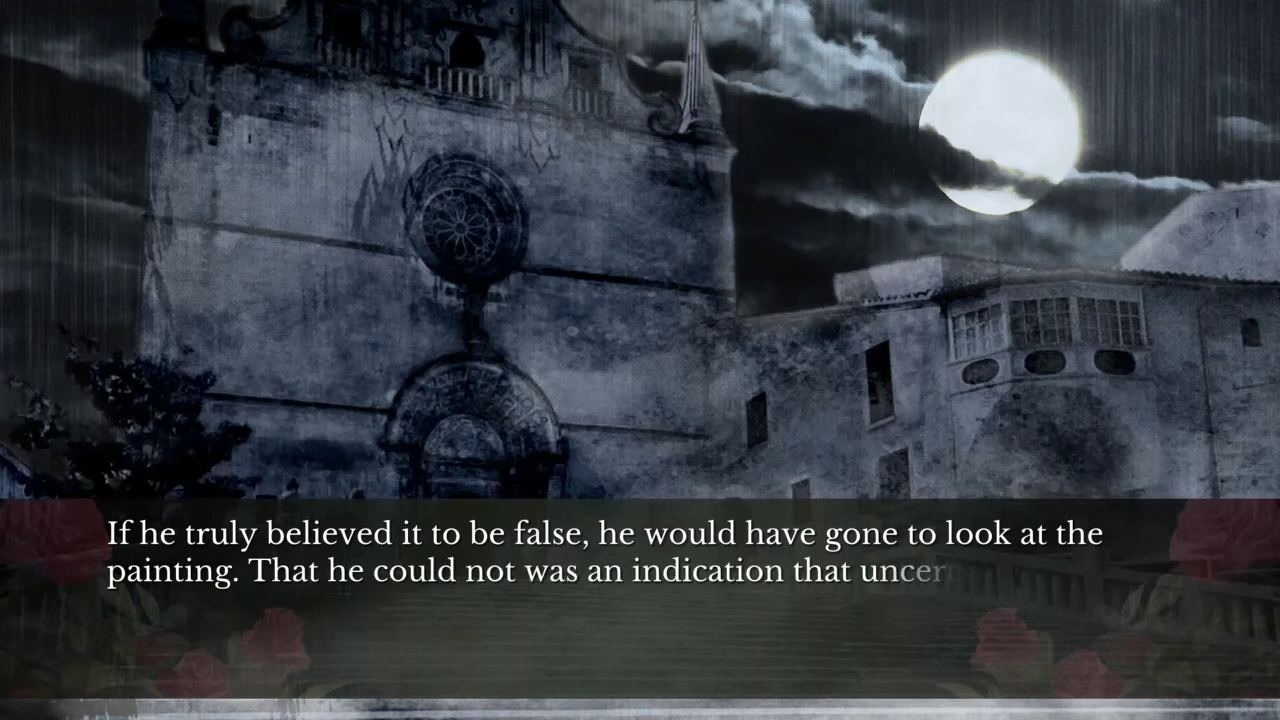 If he truly believed it to be false, he would have gone to look at the
painting. That he could not was an indication that uncer